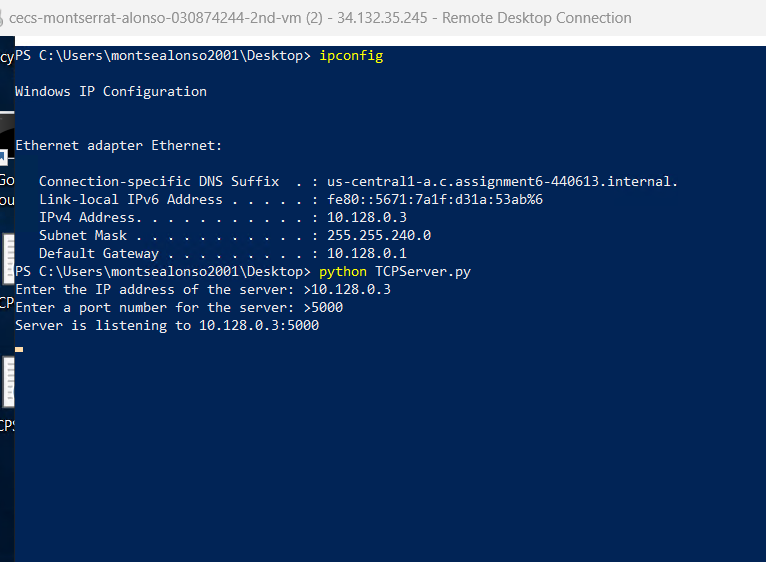 cecs-montserrat-alonso-030874244-2nd-vm (2) - 34.132.35.245 - Remote Desktop Connection
PS C:\Users\montsealonso2001\Desktop> ipconfig
Windows IP Configuration
Ethernet adapter Ethernet:
Connection-specific DNS Suffix . : us-central1-a.c.assignment6-440613.internal.
Link-local IPv6 Address . . . . . : fe80::5671:7a1f:d31a:53ab%6
IPv4 Address. . . . . . . . . . . : 10.128.0.3
Subnet Mask . . . . . . . . . . . : 255.255.240.0
Default Gateway . . . . . . . . . : 10.128.0.1
PS C:\Users\montsealonso2001\Desktop> python TCPServer.py
Enter the IP address of the server: >10.128.0.3
Enter a port number for the server: >5000
Server is listening to 10.128.0.3:5000
cy
Go
ou
CP
CPS